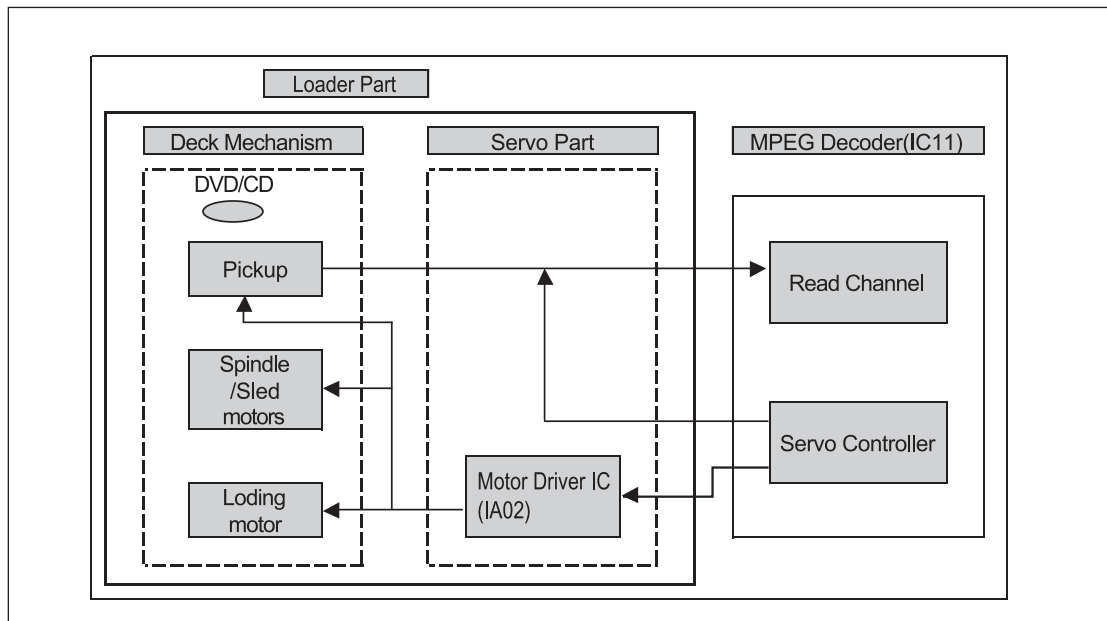 Loader Part
Deck Mechanism
Servo Part
MPEG Decoder(IC11)
DVD/CD
Pickup
Read Channel
Spindle
/Sled
motors
Servo Controller
Motor Driver IC
(IA02)
Loding
motor